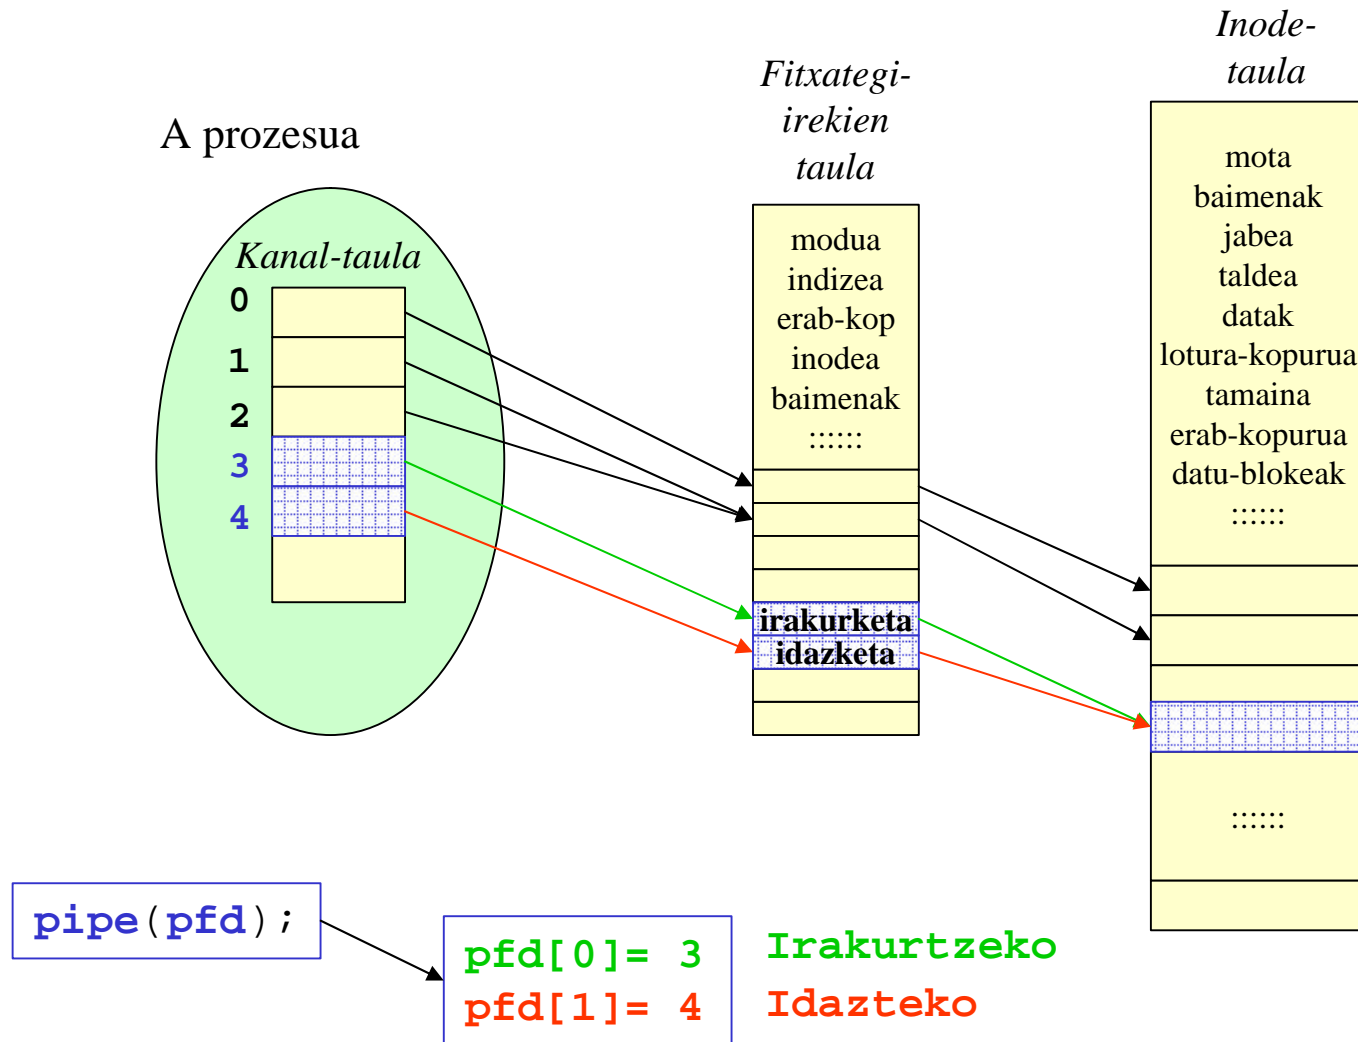 A prozesua
Kanal-taula
0
1
2
3
4
Fitxategi-
irekien
taula
modua
indizea
erab-kop
inodea
baimenak
::::::
irakurketa
idazketa
Inode-
taula
mota
baimenak
jabea
taldea
datak
lotura-kopurua
tamaina
erab-kopurua
datu-blokeak
::::::
::::::
pipe(pfd);
pfd[0]= 3 Irakurtzeko
pfd[1]= 4 Idazteko